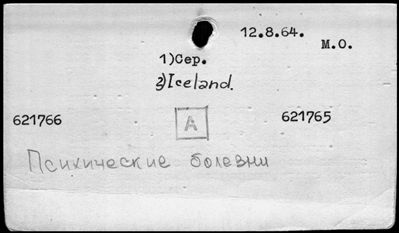 12.8.64.
М.О.
1)Сер.
2)Iceland.
621766 A 621765
Психические болезни